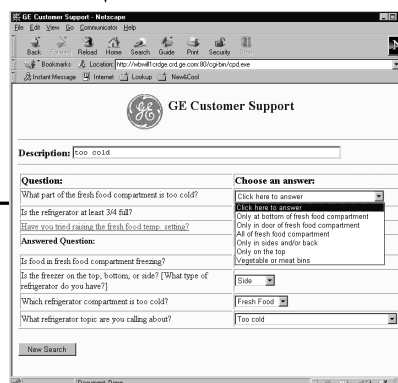 GE Customer Support - Netscape
File Edit View Go Communicator Help
Back Forward Reload Home Search Guide Print Security Stop
Bookmarks Location: http://wbwill1crdge.crd.ge.com:80/cgi-bin/cpd.exe
Instant Message Internet Lookup New&Cool
GE Customer Support
Description: too cold
Question: Choose an answer:
What part of the fresh food compartment is too cold? Click here to answer
Click here to answer
Only at bottom of fresh food compartment
Is the refrigerator at least 3/4 full? Only in door of fresh food compartment
Have you tried raising the fresh food temp. setting? All of fresh food compartment
Answered Question: Only in sides and/or back
Only on the top
Is food in fresh food compartment freezing? Vegetable or meat bins
Is the freezer on the top, bottom, or side? [What type of Side
refrigerator do you have?]
Which refrigerator compartment is too cold? Fresh Food
What refrigerator topic are you calling about? Too cold
New Search
Document: Done